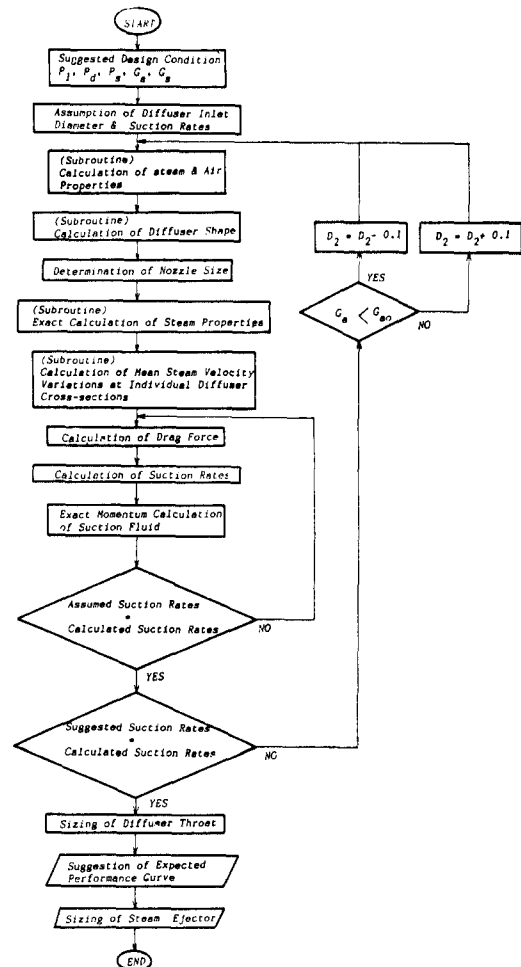 START
Suggested Design Condition
P1, Pd, Ps, Ga, Gs
Assumption of Diffuser Inlet
Diameter & Suction Rates
(Subroutine)
Calculation of steam & Air
Properties
(Subroutine)
Calculation of Diffuser Shape
Determination of Nozzle Size
(Subroutine)
Exact Calculation of Steam Properties
(Subroutine)
Calculation of Mean Steam Velocity
Variations at Individual Diffuser
Cross-sections
Calculation of Drag Force
Calculation of Suction Rates
Exact Momentum Calculation
of Suction Fluid
Assumed Suction Rates
=
Calculated Suction Rates
NO
YES
Suggested Suction Rates
=
Calculated Suction Rates
NO
YES
Sizing of Diffuser Throat
Suggestion of Expected
Performance Curve
Sizing of Steam Ejector
END
D2 = D2 - 0.1
D2 = D2 + 0.1
YES
Ga < Gao
NO